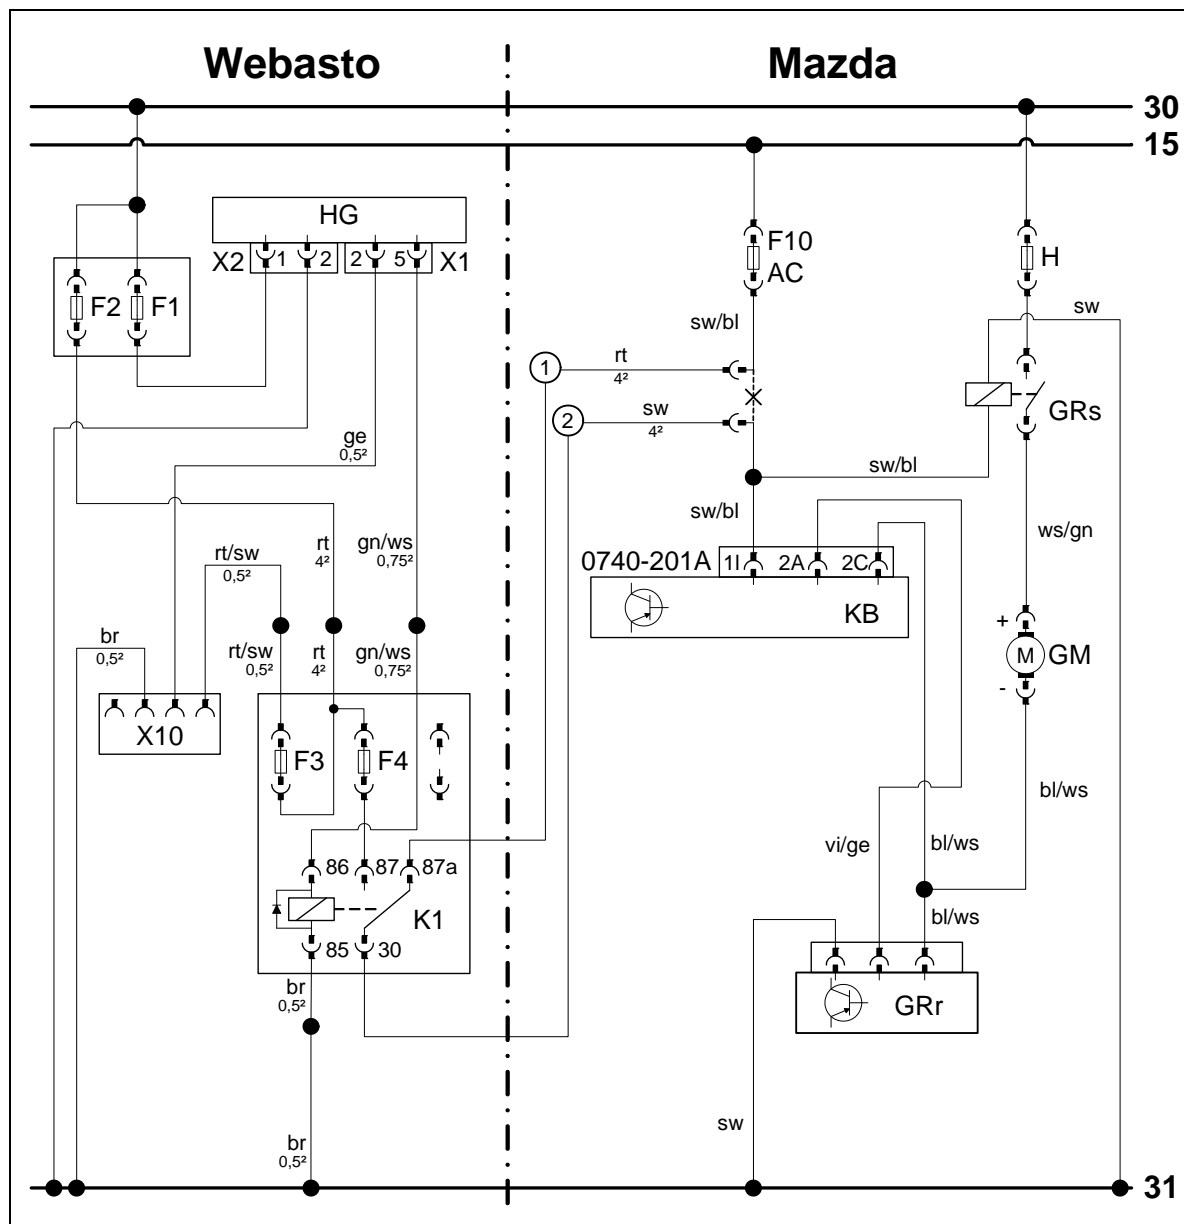 Webasto
Mazda
30
15
HG
X2
1
2
2
5
X1
F2
F1
F10
AC
H
sw/bl
sw
1
rt
4²
2
sw
4²
GRs
ge
0,5²
sw/bl
sw/bl
ws/gn
rt/sw
0,5²
rt
4²
gn/ws
0,75²
0740-201A
1I
2A
2C
KB
+
M
GM
-
br
0,5²
rt/sw
0,5²
rt
4²
gn/ws
0,75²
X10
F3
F4
bl/ws
vi/ge
bl/ws
86
87
87a
K1
85
30
bl/ws
br
0,5²
GRr
sw
br
0,5²
31